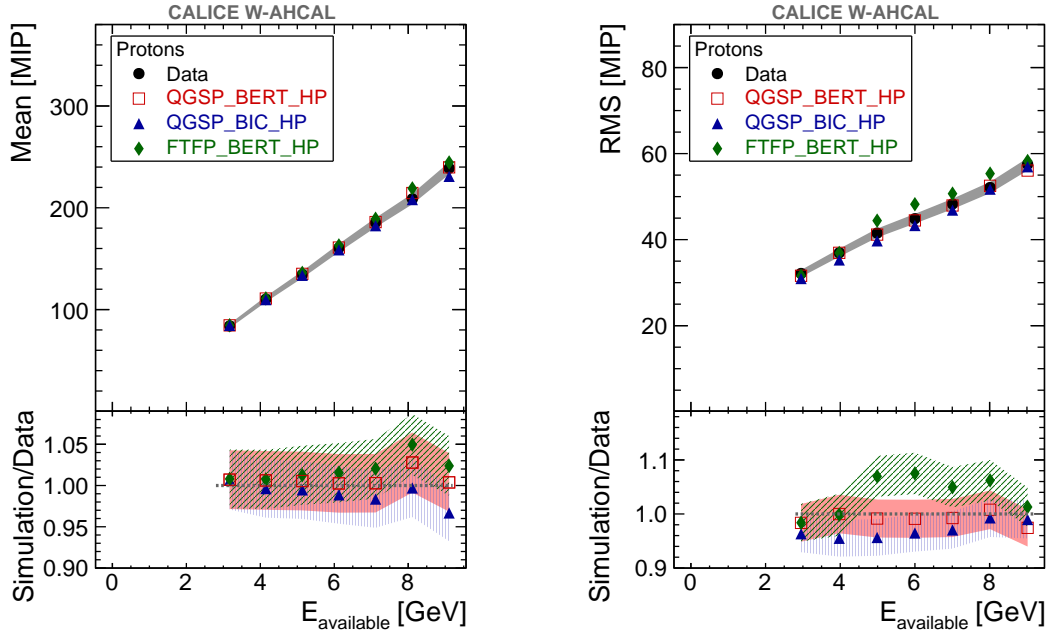 CALICE W-AHCAL
Mean [MIP]
Protons
Data
QGSP_BERT_HP
QGSP_BIC_HP
FTFP_BERT_HP
300
200
100
Simulation/Data
1.05
1.00
0.95
0.90
0 2 4 6 8
E_available [GeV]
CALICE W-AHCAL
RMS [MIP]
Protons
Data
QGSP_BERT_HP
QGSP_BIC_HP
FTFP_BERT_HP
80
60
40
20
Simulation/Data
1.1
1.0
0.9
0 2 4 6 8
E_available [GeV]